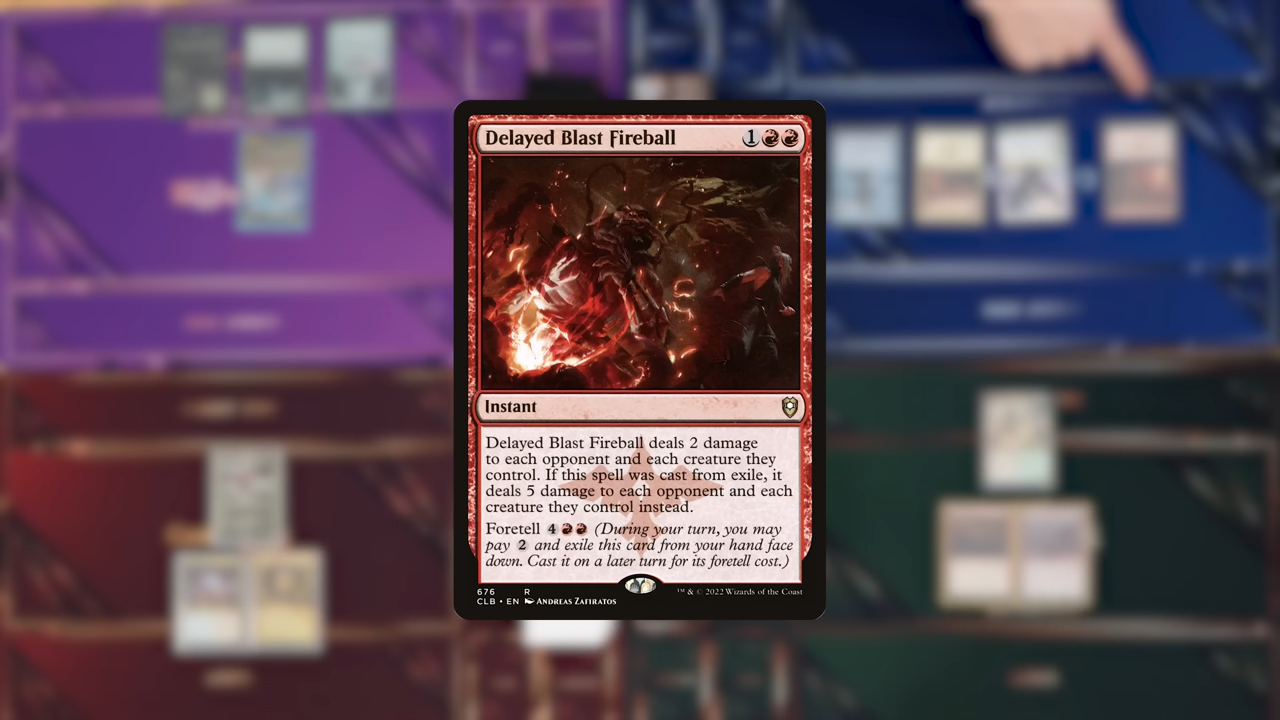 Delayed Blast Fireball 1
Instant
Delayed Blast Fireball deals 2 damage
to each opponent and each creature they
control. If this spell was cast from exile, it
deals 5 damage to each opponent and each
creature they control instead.
Foretell 4 (During your turn, you may
pay 2 and exile this card from your hand face
down. Cast it on a later turn for its foretell cost.)
676 R
CLB • EN Andreas Zafiratos
™ & © 2022 Wizards of the Coast